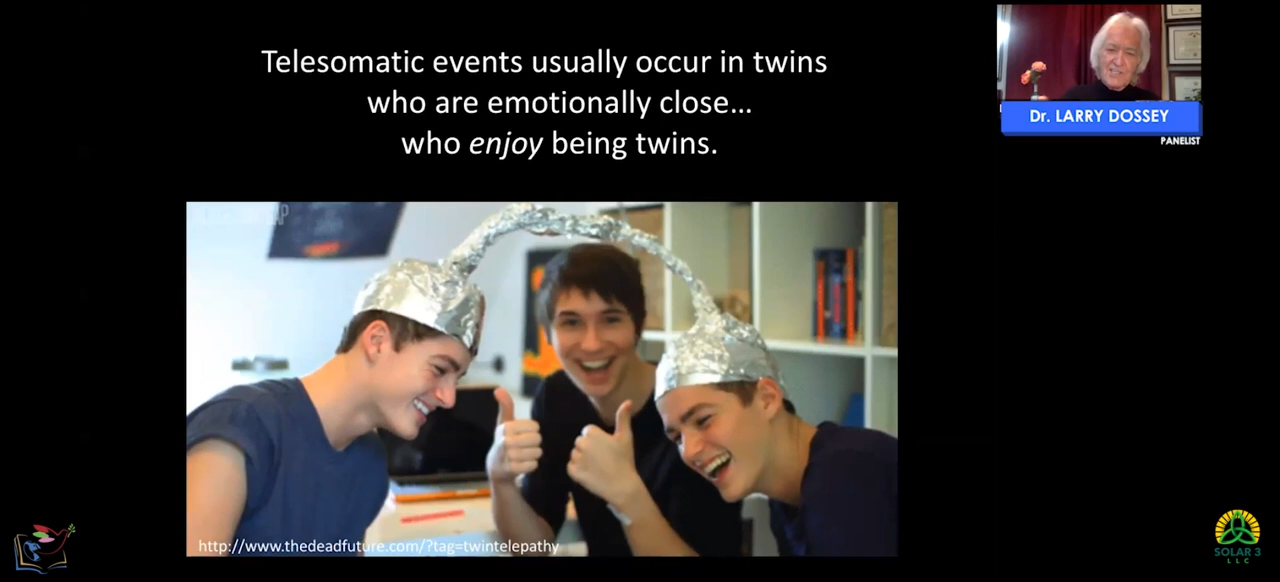 Telesomatic events usually occur in twins
who are emotionally close…
who enjoy being twins.
Dr. LARRY DOSSEY
PANELIST
http://www.thedeadfuture.com/?tag=twintelepathy
SOLAR 3
LLC